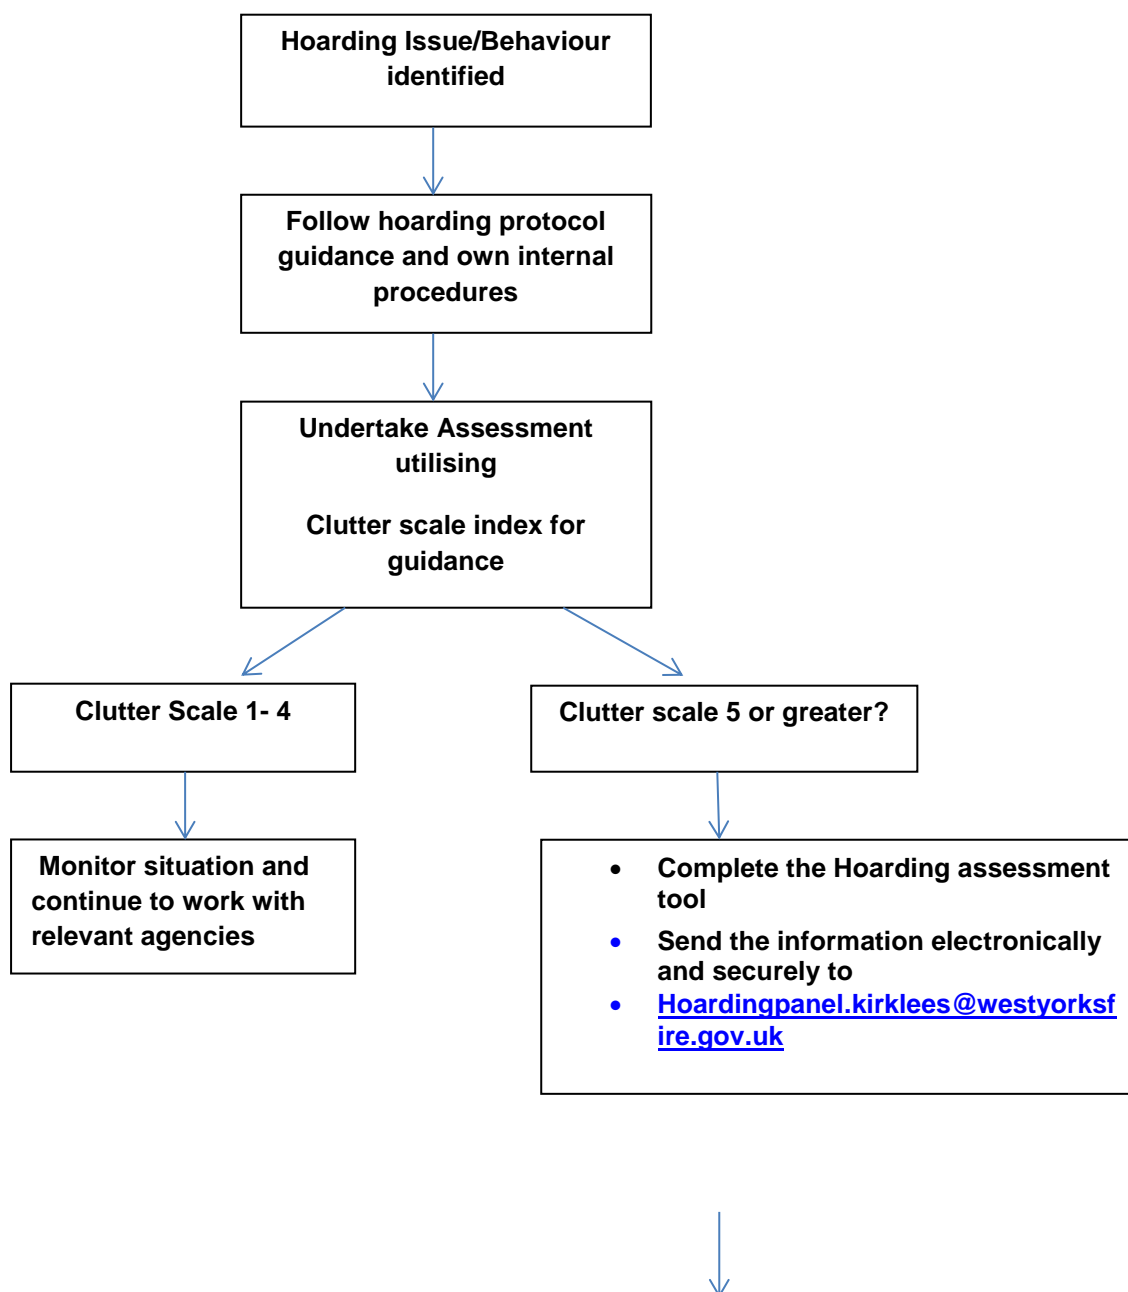 Hoarding Issue/Behaviour
identified
Follow hoarding protocol
guidance and own internal
procedures
Undertake Assessment
utilising
Clutter scale index for
guidance
Clutter Scale 1- 4
Clutter scale 5 or greater?
Monitor situation and
continue to work with
relevant agencies
• Complete the Hoarding assessment
tool
• Send the information electronically
and securely to
• Hoardingpanel.kirklees@westyorksf
ire.gov.uk